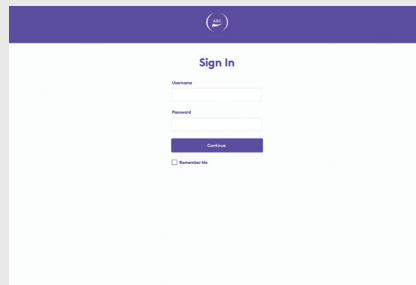 ABC
Sign In
Username
Password
Continue
Remember Me